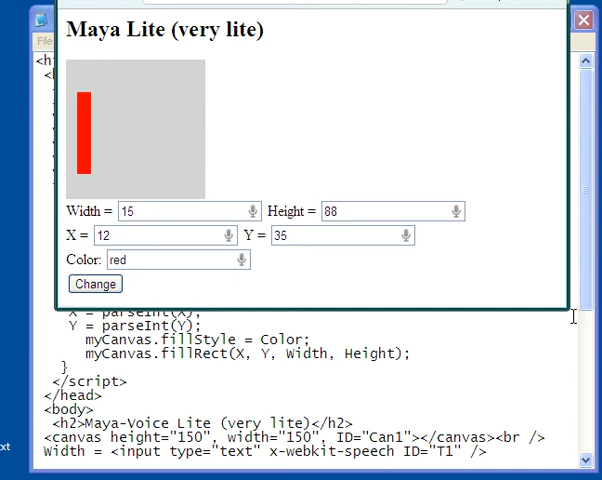 Maya Lite (very lite)
File
<h
<
Width = 15 Height = 88
X = 12 Y = 35
Color: red
Change
X = parseInt(X);
Y = parseInt(Y);
myCanvas.fillStyle = Color;
myCanvas.fillRect(X, Y, Width, Height);
}
</script>
</head>
<body>
<h2>Maya-Voice Lite (very lite)</h2>
<canvas height="150", width="150", ID="Can1"></canvas><br />
Width = <input type="text" x-webkit-speech ID="T1" />
xt